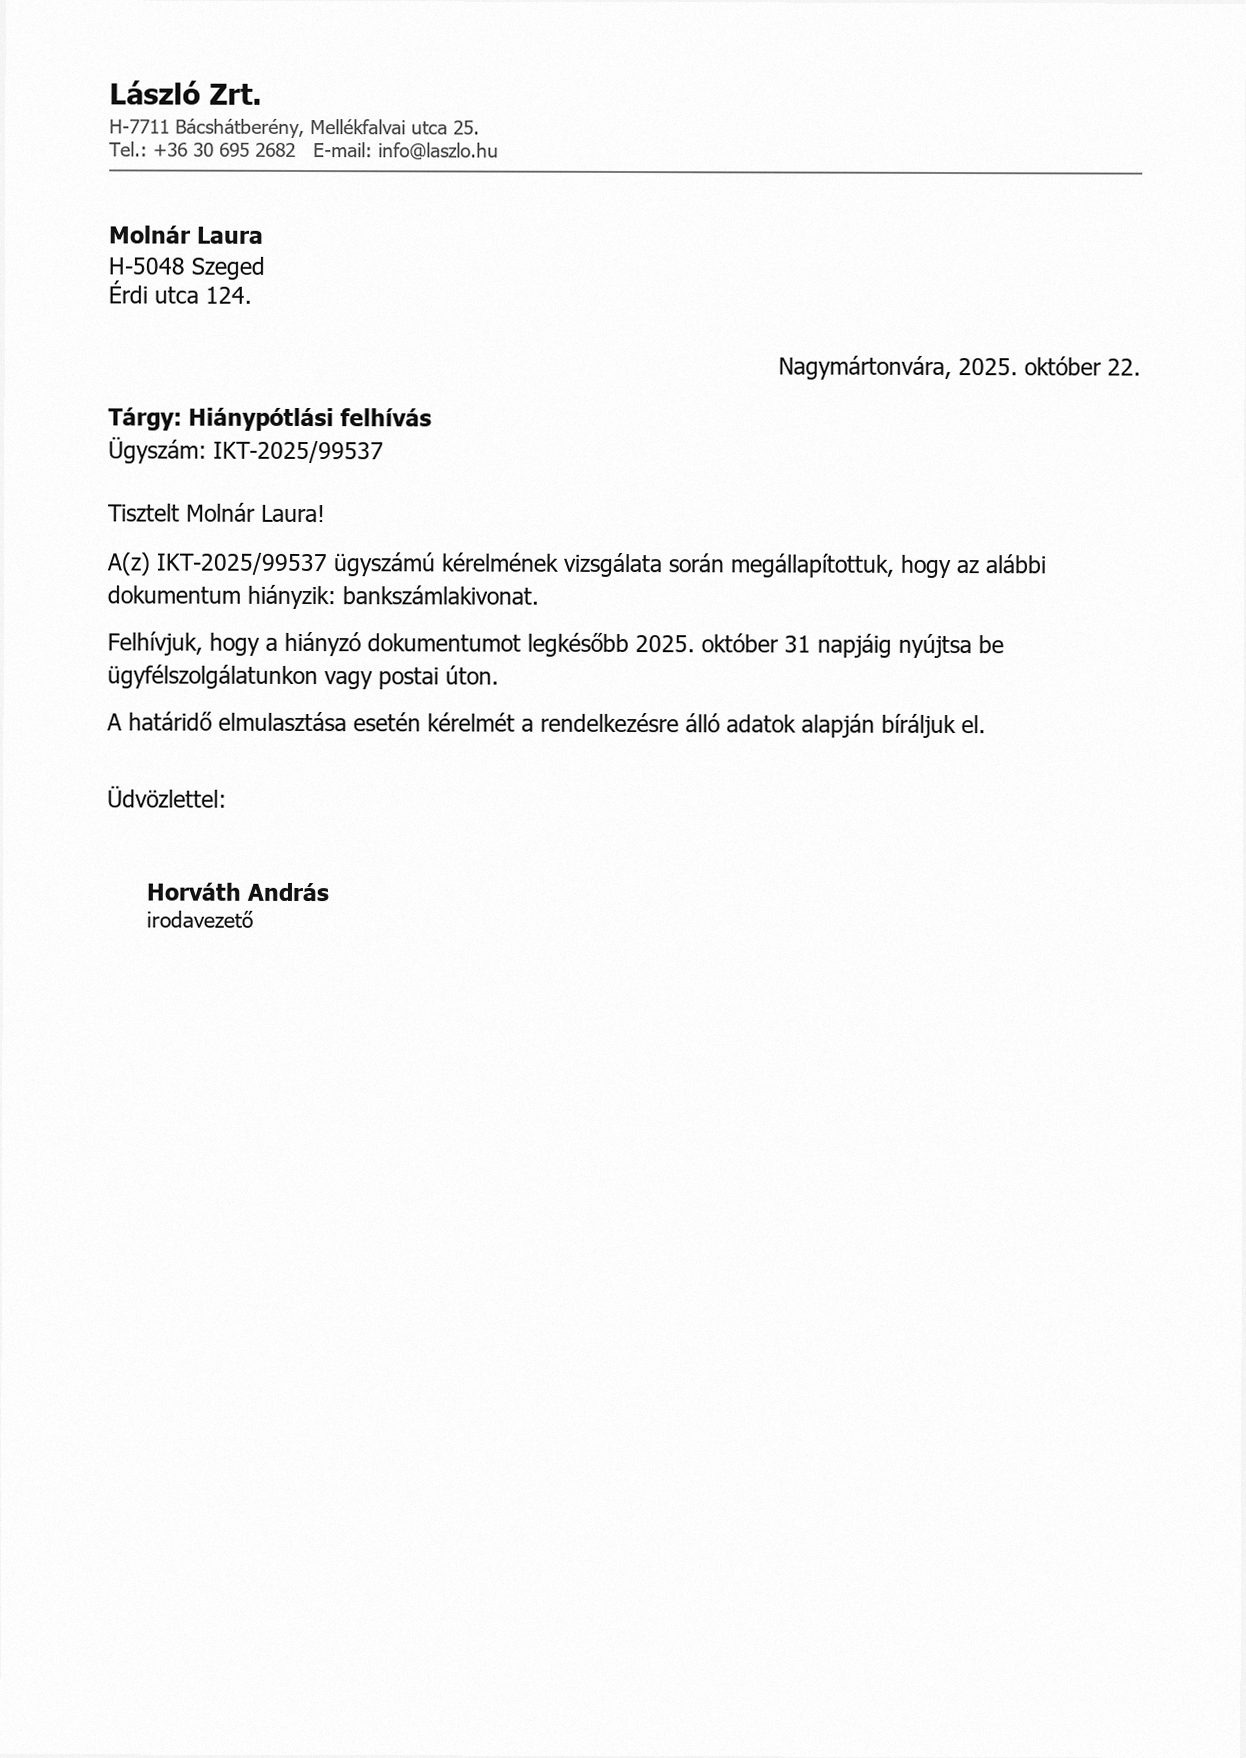 László Zrt.
H-7711 Bácshátberény, Mellékfalvai utca 25.
Tel.: +36 30 695 2682 E-mail: info@laszlo.hu
Molnár Laura
H-5048 Szeged
Érdi utca 124.
Nagymártonvára, 2025. október 22.
Tárgy: Hiánypótlási felhívás
Ügyszám: IKT-2025/99537
Tisztelt Molnár Laura!
A(z) IKT-2025/99537 ügyszámú kérelmének vizsgálata során megállapítottuk, hogy az alábbi
dokumentum hiányzik: bankszámlakivonat.
Felhívjuk, hogy a hiányzó dokumentumot legkésőbb 2025. október 31 napjáig nyújtsa be
ügyfélszolgálatunkon vagy postai úton.
A határidő elmulasztása esetén kérelmét a rendelkezésre álló adatok alapján bíráljuk el.
Üdvözlettel:
Horváth András
irodavezető